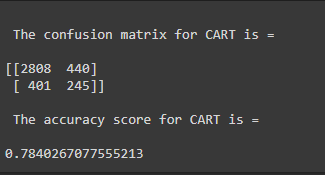 The confusion matrix for CART is =
[[2808  440]
 [ 401  245]]
The accuracy score for CART is =
0.7840267077555213